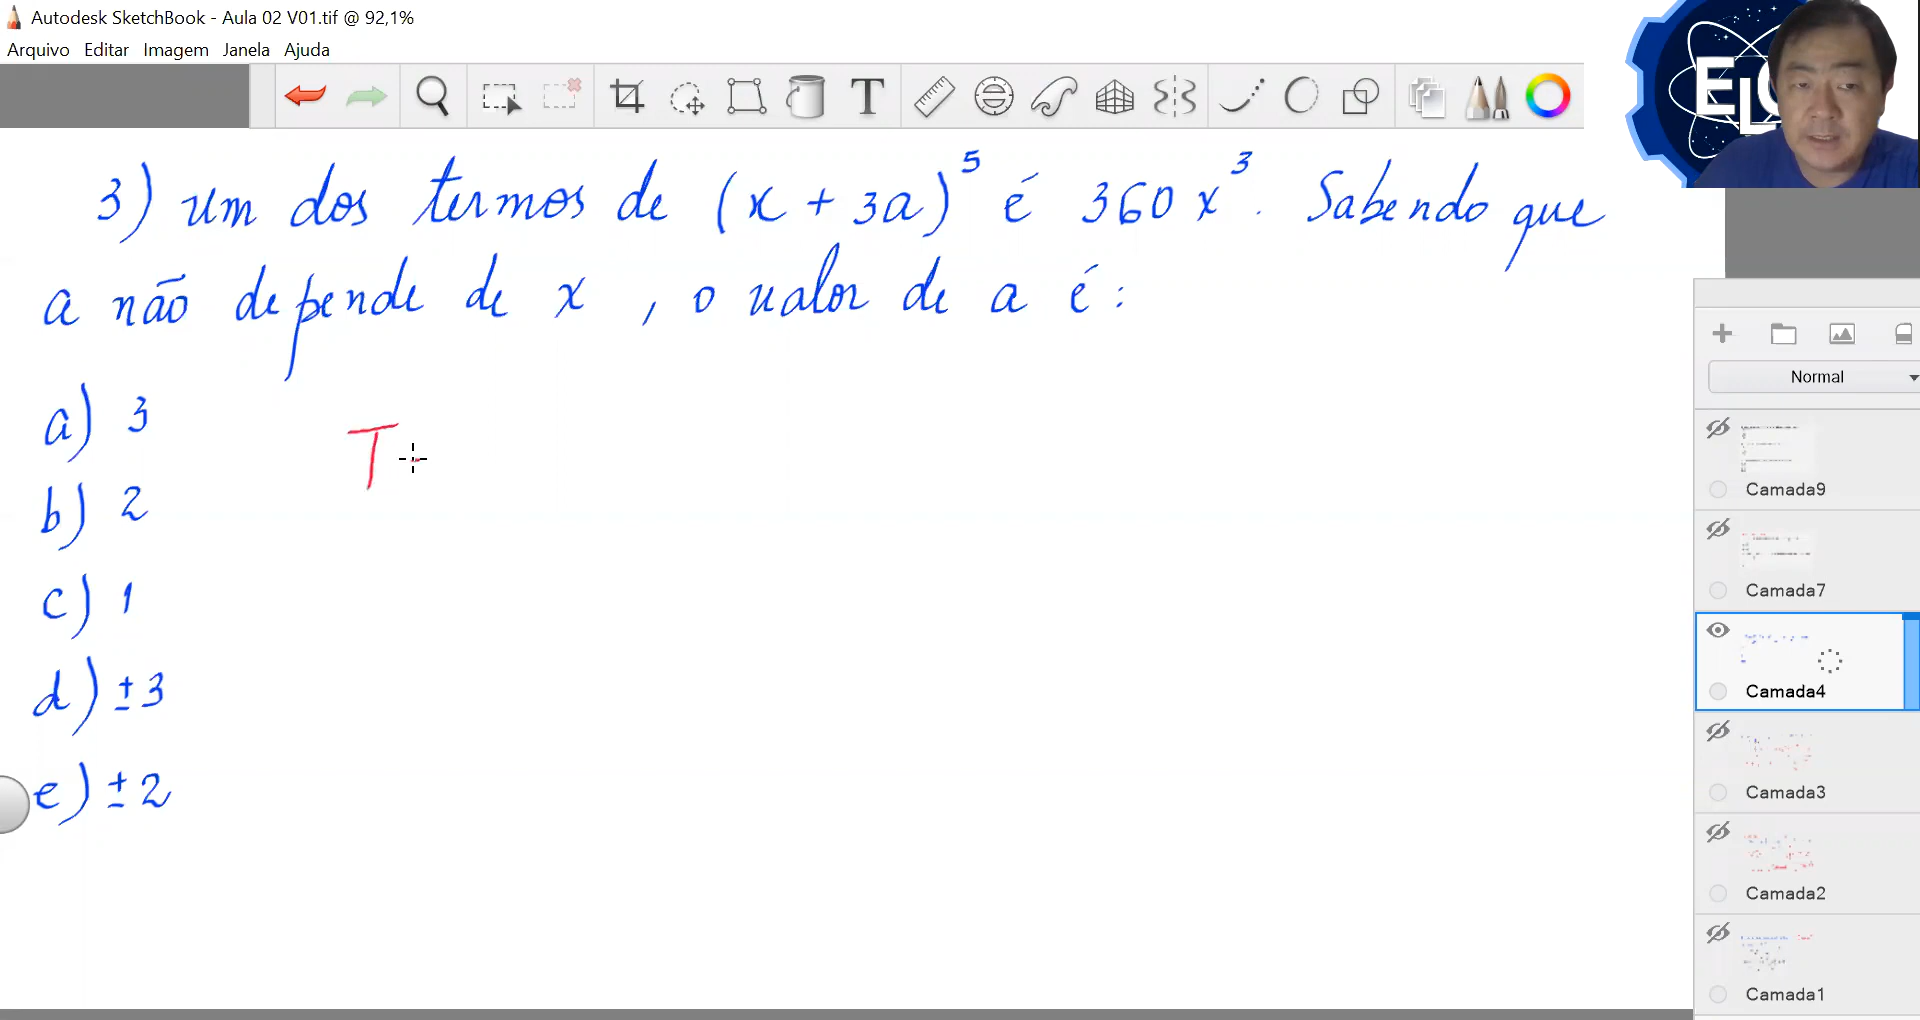 Autodesk SketchBook - Aula 02 V01.tif @ 92,1%
Arquivo Editar Imagem Janela Ajuda
T
3) um dos termos de (x + 3a)⁵ é 360x³. Sabendo que
a não depende de x, o valor de a é:
a) 3
b) 2
c) 1
d) ±3
e) ±2
T
Normal
Camada9
Camada7
Camada4
Camada3
Camada2
Camada1